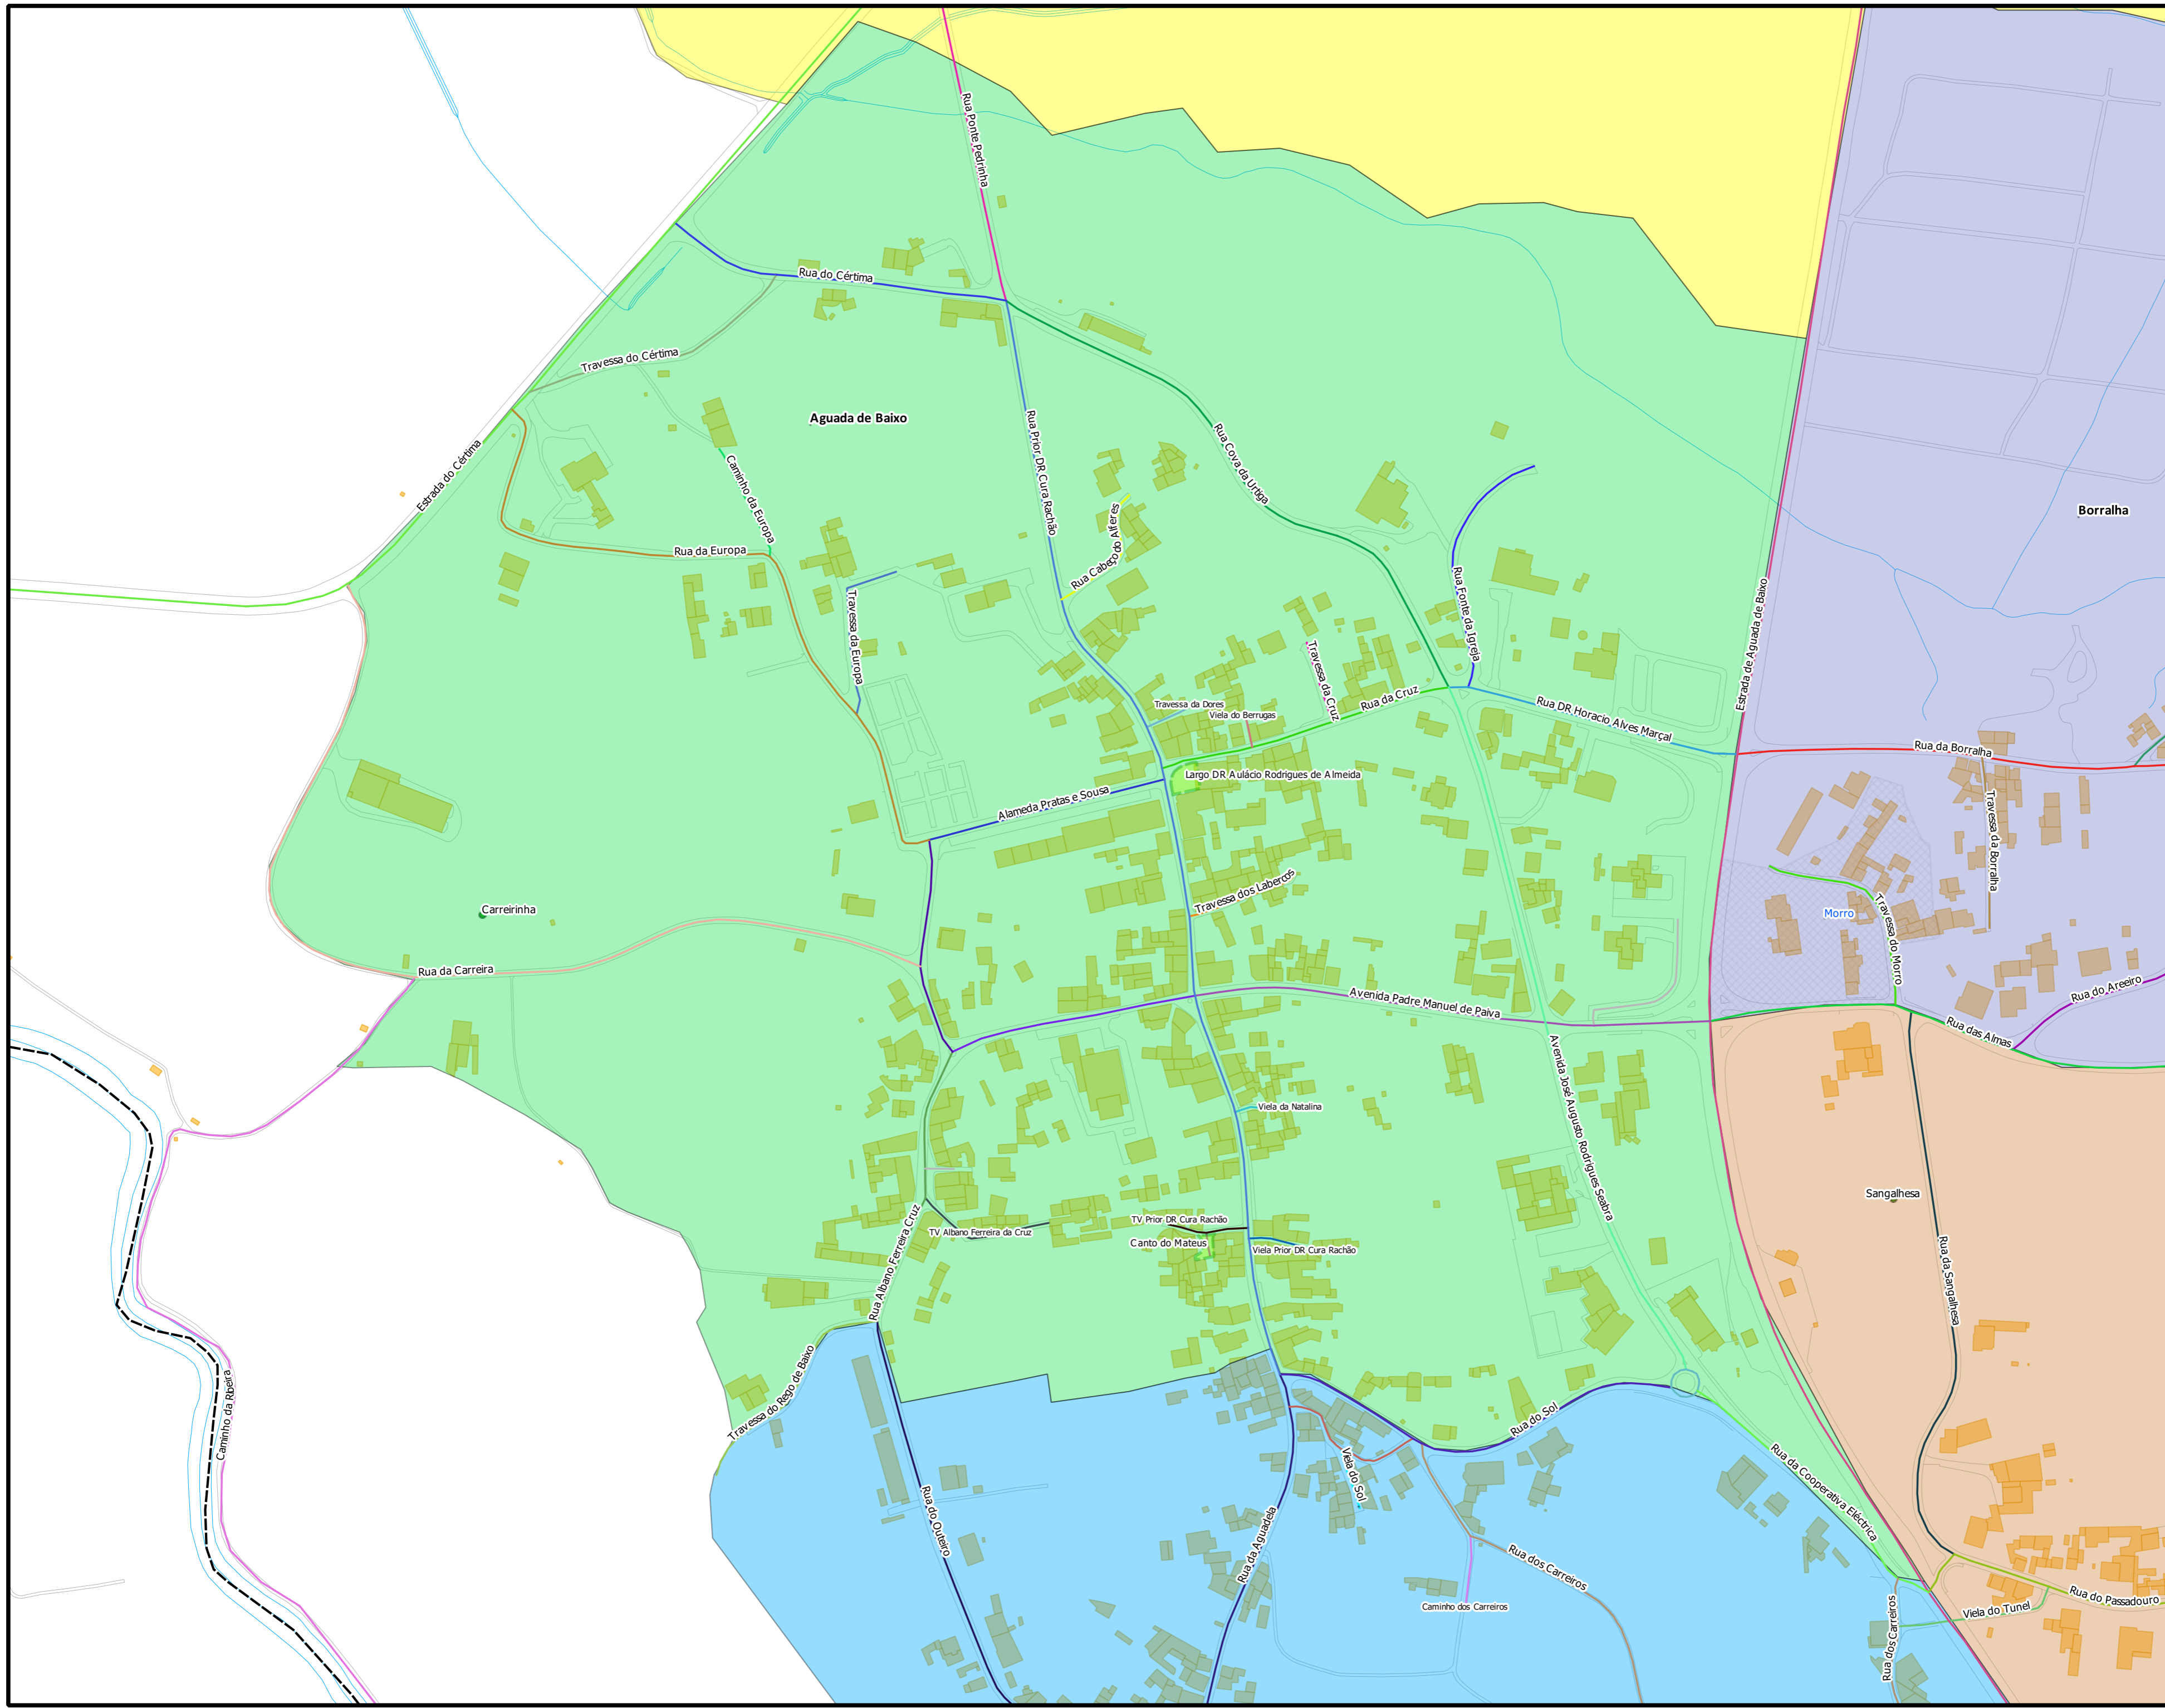 Rua Ponte Pedrinha
Rua do Cértima
Travessa do Cértima
Aguada de Baixo
Estrada do Cértima
Caminho da Europa
Rua Prior DR Cura Rachão
Rua Cova da Urtiga
Borralha
Rua da Europa
Rua Cabeço do Alferes
Travessa da Europa
Rua Fonte da Igreja
Estrada de Aguada de Baixo
Travessa da Cruz
Rua da Cruz
Travessa da Dores
Viela do Berrugas
Rua DR Horacio Alves Marçal
Rua da Borralha
Largo DR Aulácio Rodrigues de Almeida
Alameda Pratas e Sousa
Travessa da Borralha
Travessa dos Labercos
Carreirinha
Morro
Travessa do Morro
Rua da Carreira
Rua do Areeiro
Avenida Padre Manuel de Paiva
Rua das Almas
Avenida José Augusto Rodrigues Seabra
Viela da Natalina
Sangalhesa
Rua Albano Ferreira Cruz
TV Albano Ferreira da Cruz
TV Prior DR Cura Rachão
Canto do Mateus
Viela Prior DR Cura Rachão
Rua da Sangalhesa
Caminho da Ribeira
Travessa do Rego de Baixo
Rua do Sol
Viela do Sol
Rua da Cooperativa Eléctrica
Rua do Outeiro
Rua da Aguadela
Rua dos Carreiros
Caminho dos Carreiros
Rua do Passadouro
Viela do Tunel
Rua dos Carreiros